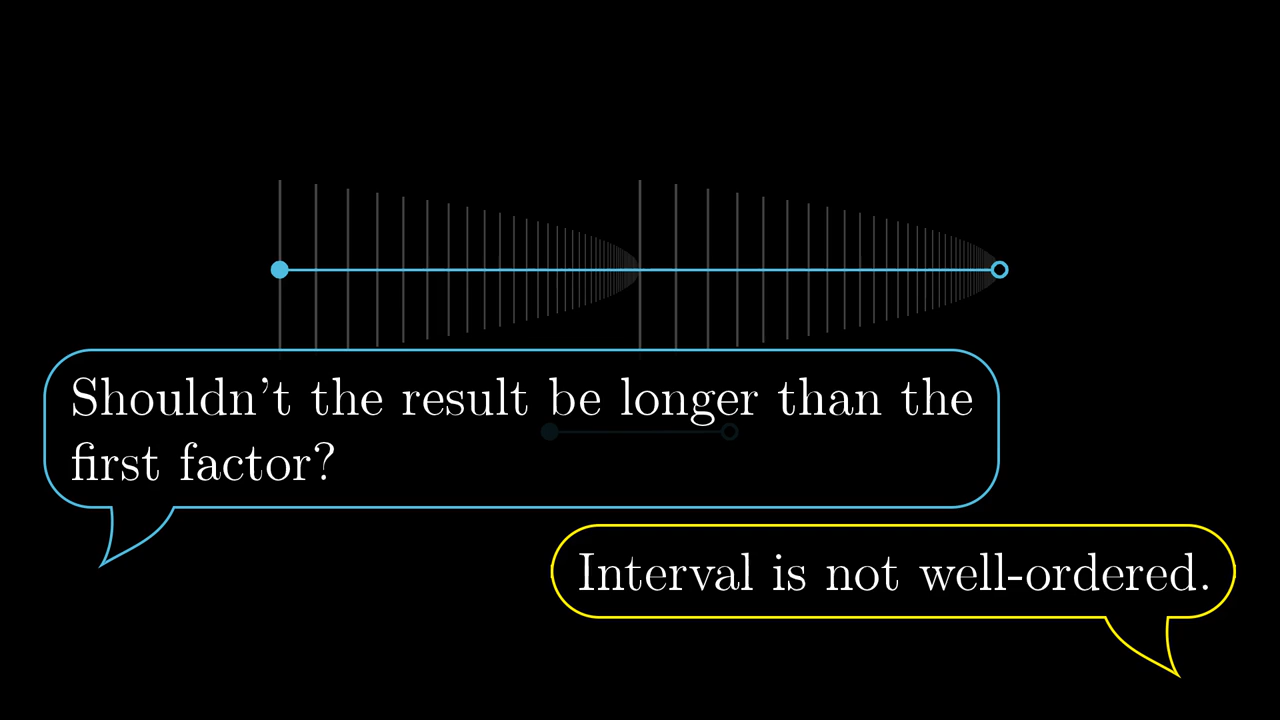 Shouldn't the result be longer than the
first factor?
Interval is not well-ordered.